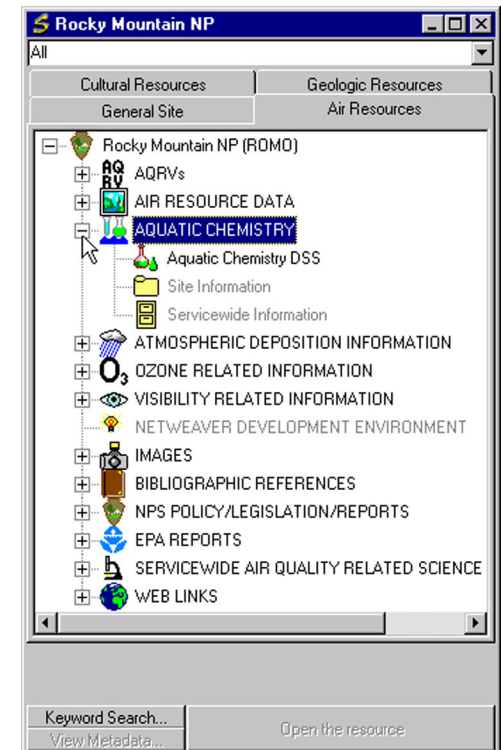 Rocky Mountain NP
All
Cultural Resources Geologic Resources
General Site Air Resources
Rocky Mountain NP (ROMO)
AQRV AQRVs
AIR RESOURCE DATA
AQUATIC CHEMISTRY
Aquatic Chemistry DSS
Site Information
Servicewide Information
ATMOSPHERIC DEPOSITION INFORMATION
O3 OZONE RELATED INFORMATION
VISIBILITY RELATED INFORMATION
NETWEAVER DEVELOPMENT ENVIRONMENT
IMAGES
BIBLIOGRAPHIC REFERENCES
NPS POLICY/LEGISLATION/REPORTS
EPA REPORTS
SERVICEWIDE AIR QUALITY RELATED SCIENCE
WEB LINKS
Keyword Search...
Open the resource
View Metadata...